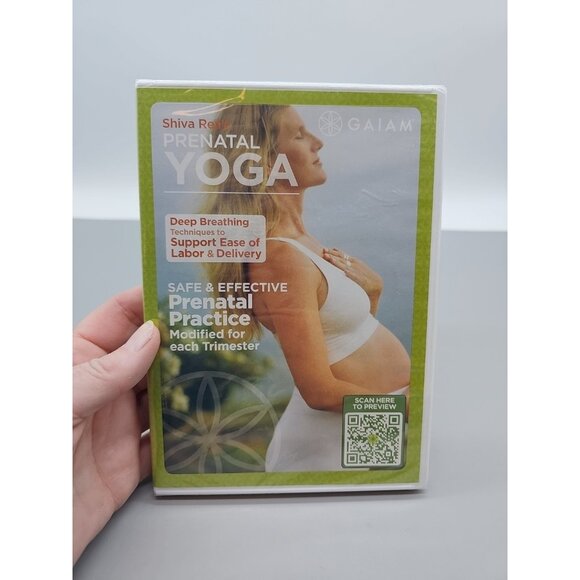 Shiva Rea's
PRENATAL
YOGA
GAIAM
Deep Breathing
Techniques to
Support Ease of
Labor & Delivery
SAFE & EFFECTIVE
Prenatal
Practice
Modified for
each Trimester
SCAN HERE
TO PREVIEW